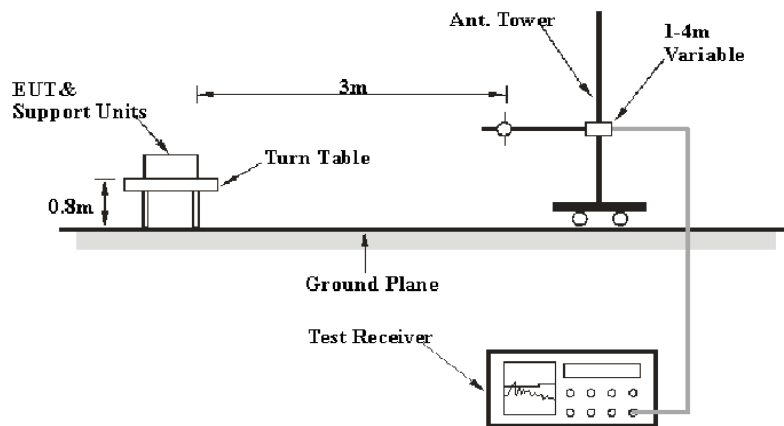 Ant. Tower
1-4m
Variable
EUT&
Support Units
3m
Turn Table
0.8m
Ground Plane
Test Receiver